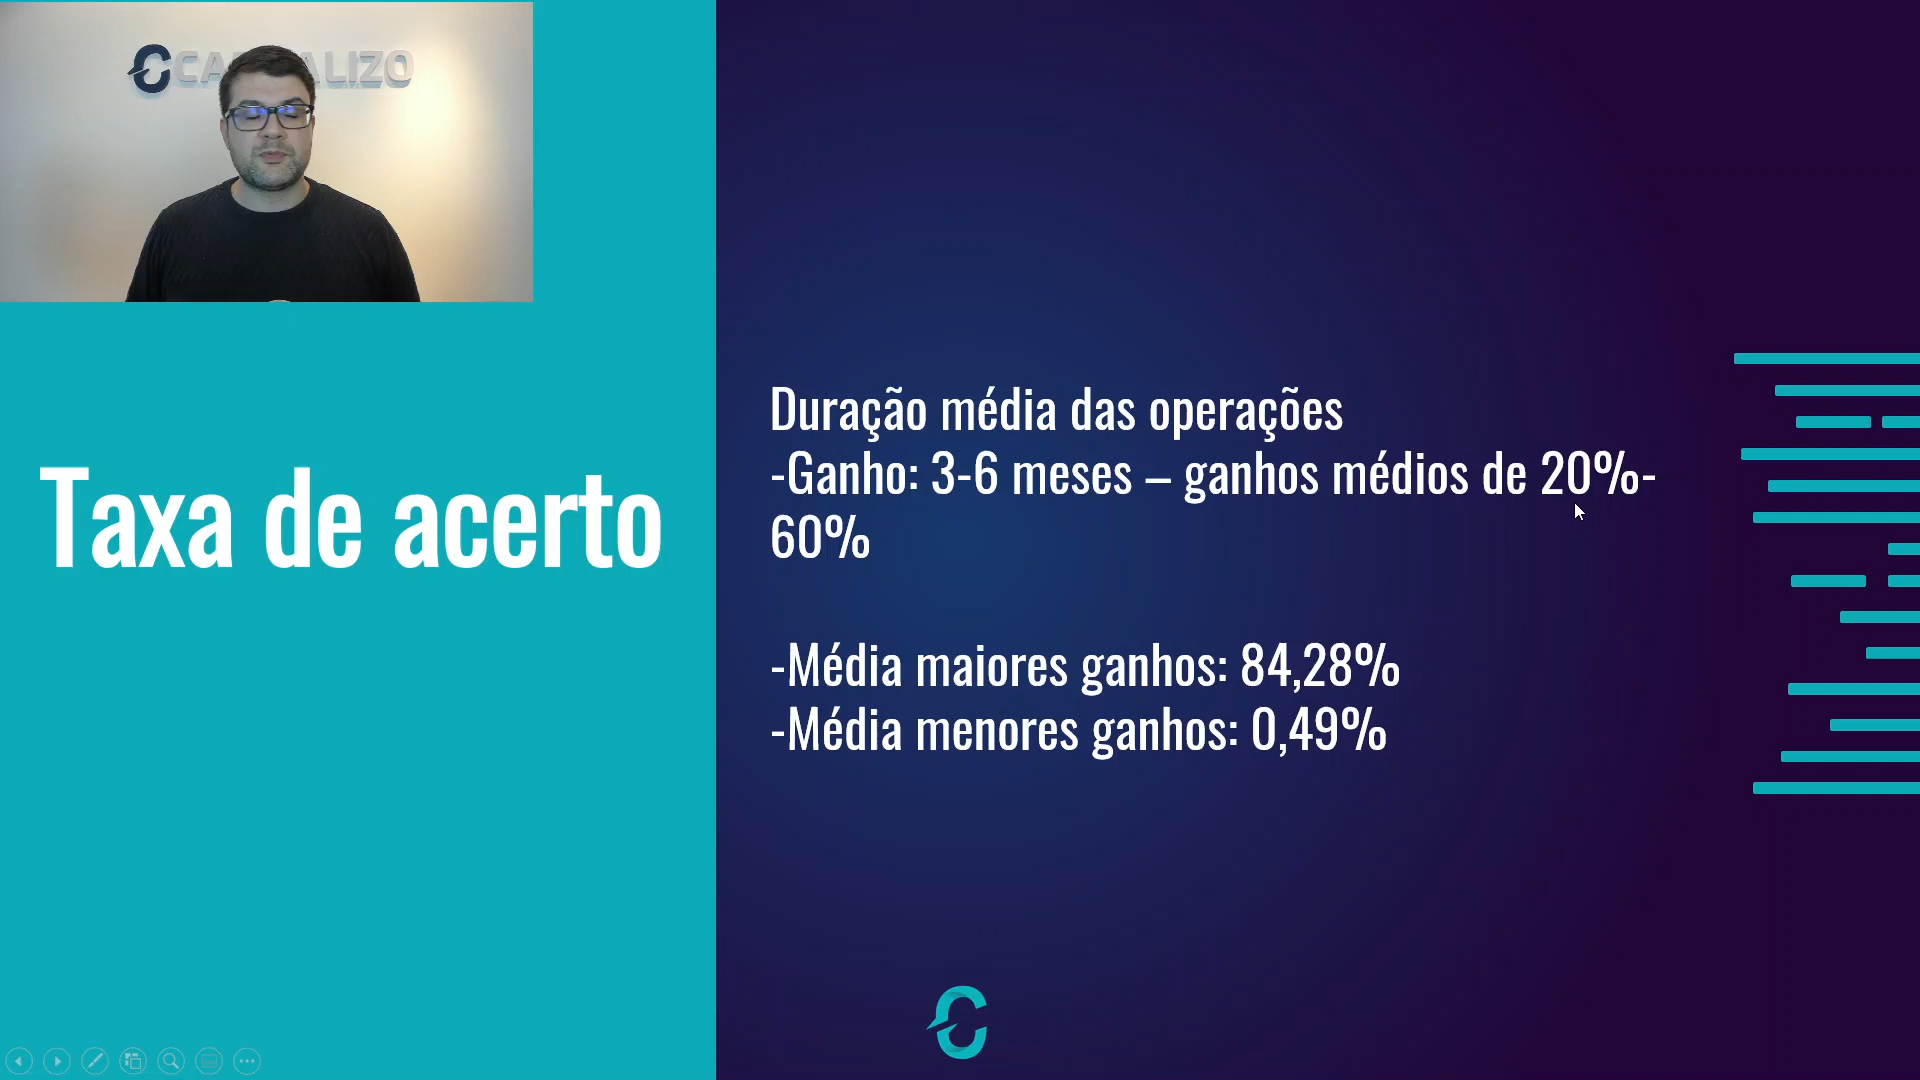 CAPITALIZO
Taxa de acerto
Duração média das operações
-Ganho: 3-6 meses – ganhos médios de 20%-
60%
-Média maiores ganhos: 84,28%
-Média menores ganhos: 0,49%